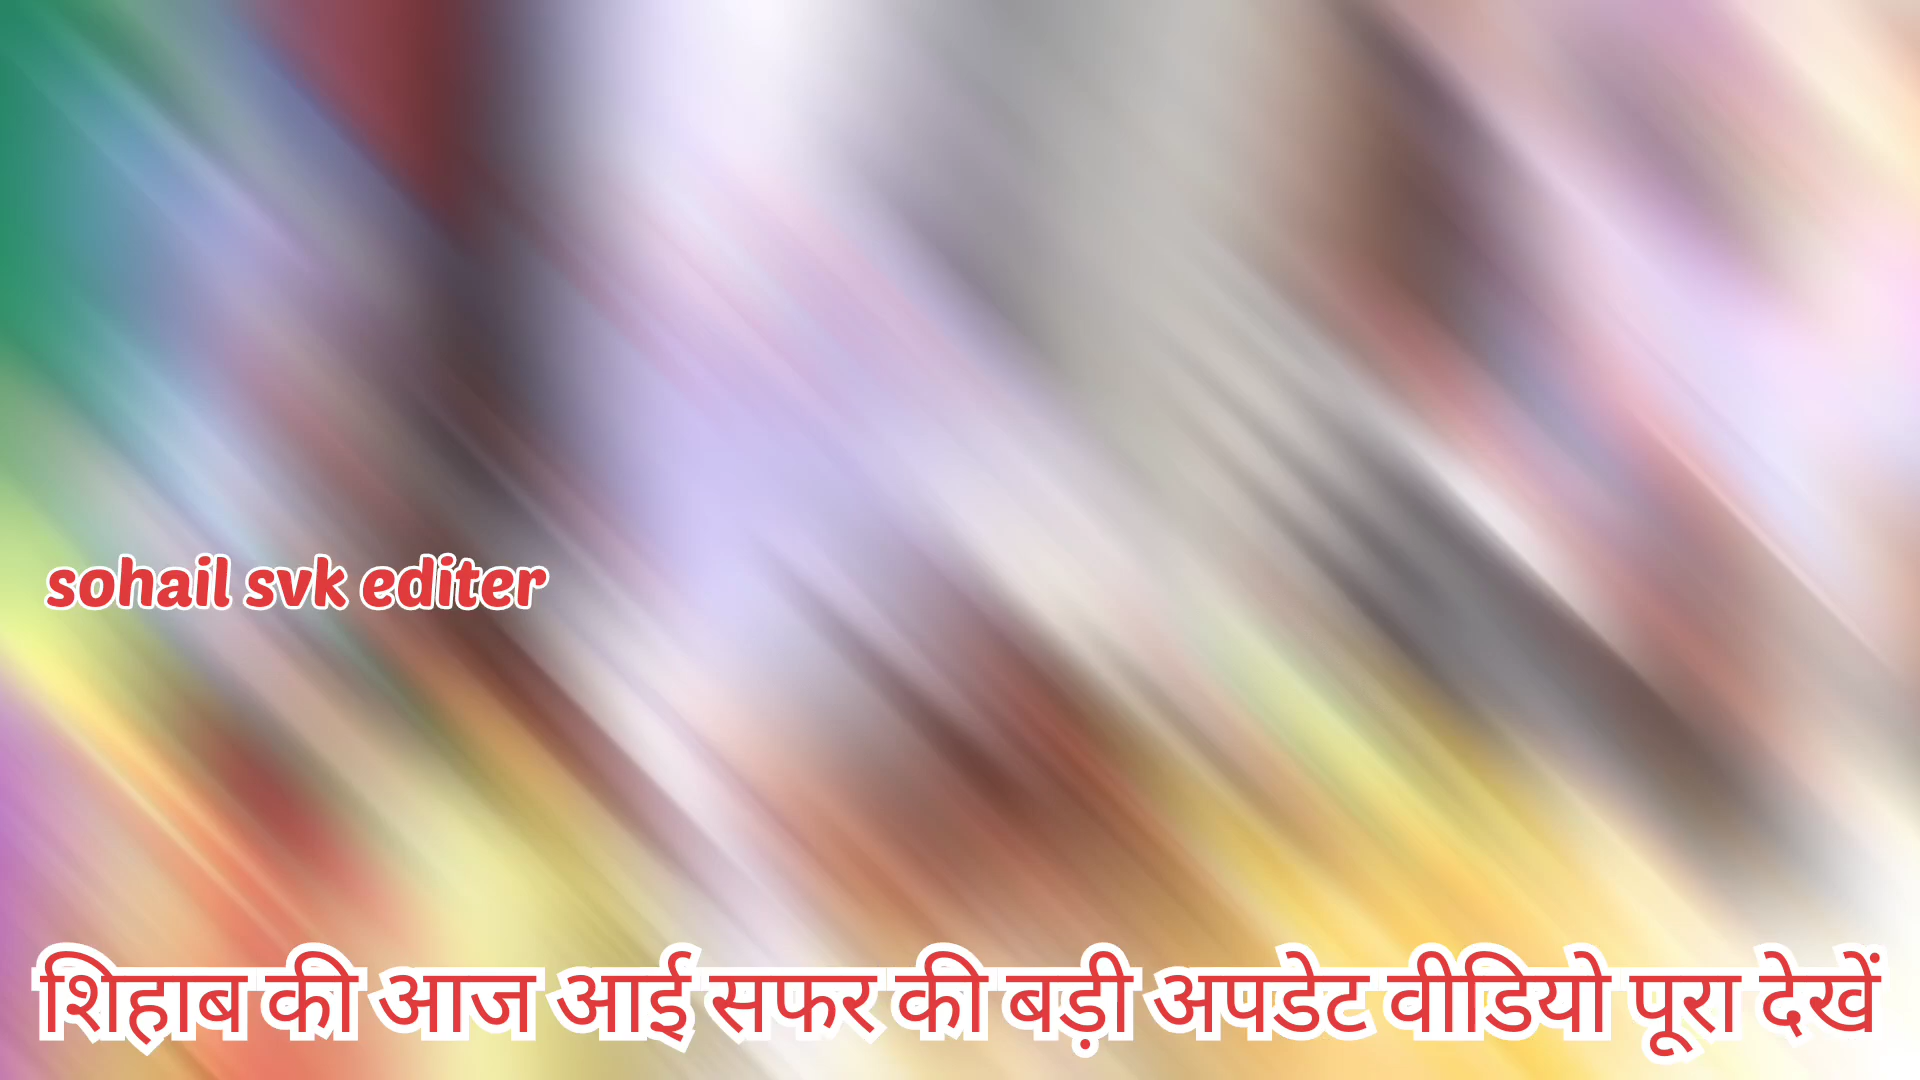 sohail svk editer
शिहाब की आज आई सफर की बड़ी अपडेट वीडियो पूरा देखें